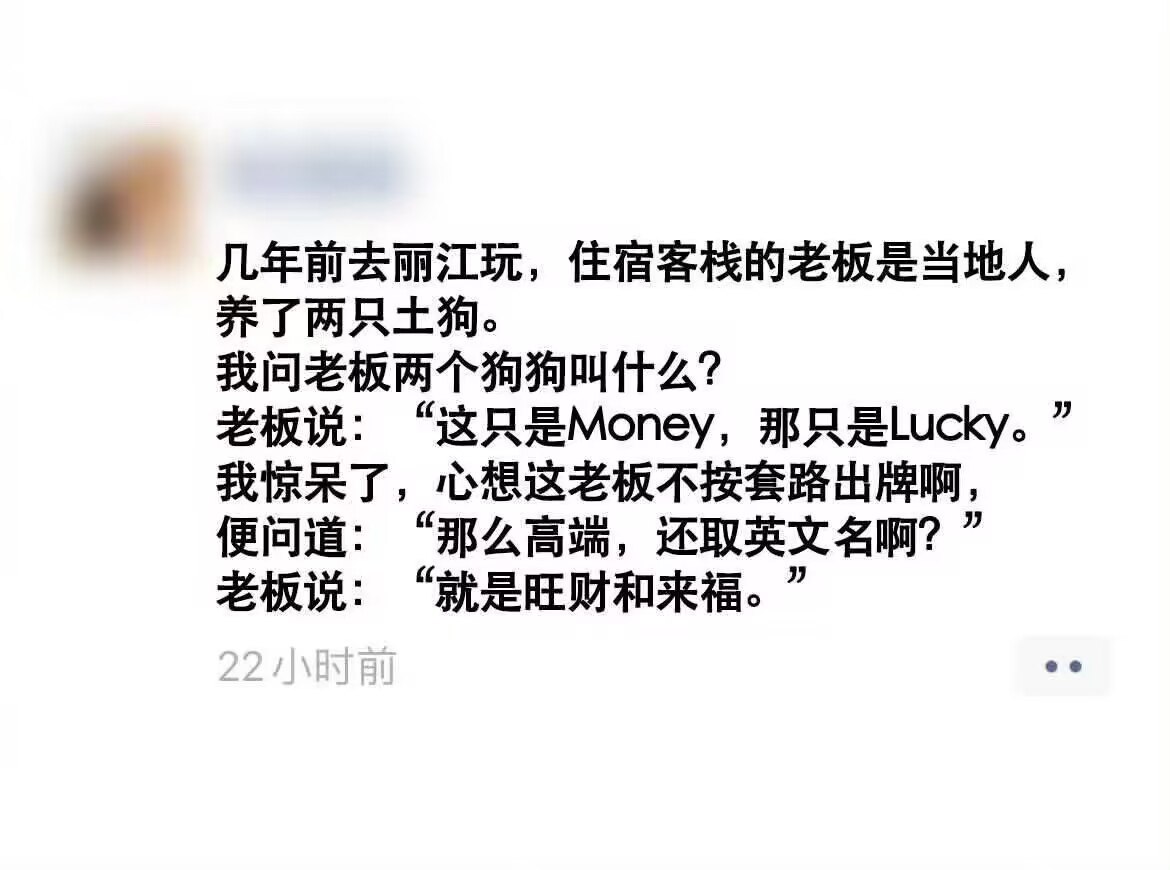 几年前去丽江玩，住宿客栈的老板是当地人，
养了两只土狗。
我问老板两个狗狗叫什么？
老板说：“这只是Money，那只是Lucky。”
我惊呆了，心想这老板不按套路出牌啊，
便问道：“那么高端，还取英文名啊？”
老板说：“就是旺财和来福。”
22小时前